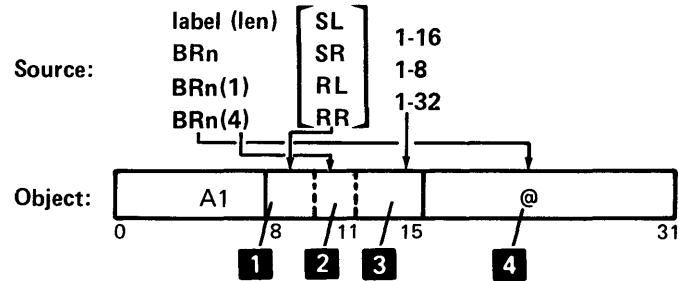 label (len) SL 1-16
BRn SR 1-8
Source: BRn(1) RL 1-32
BRn(4) RR
Object: A1 @
0 8 11 15 31
1 2 3 4